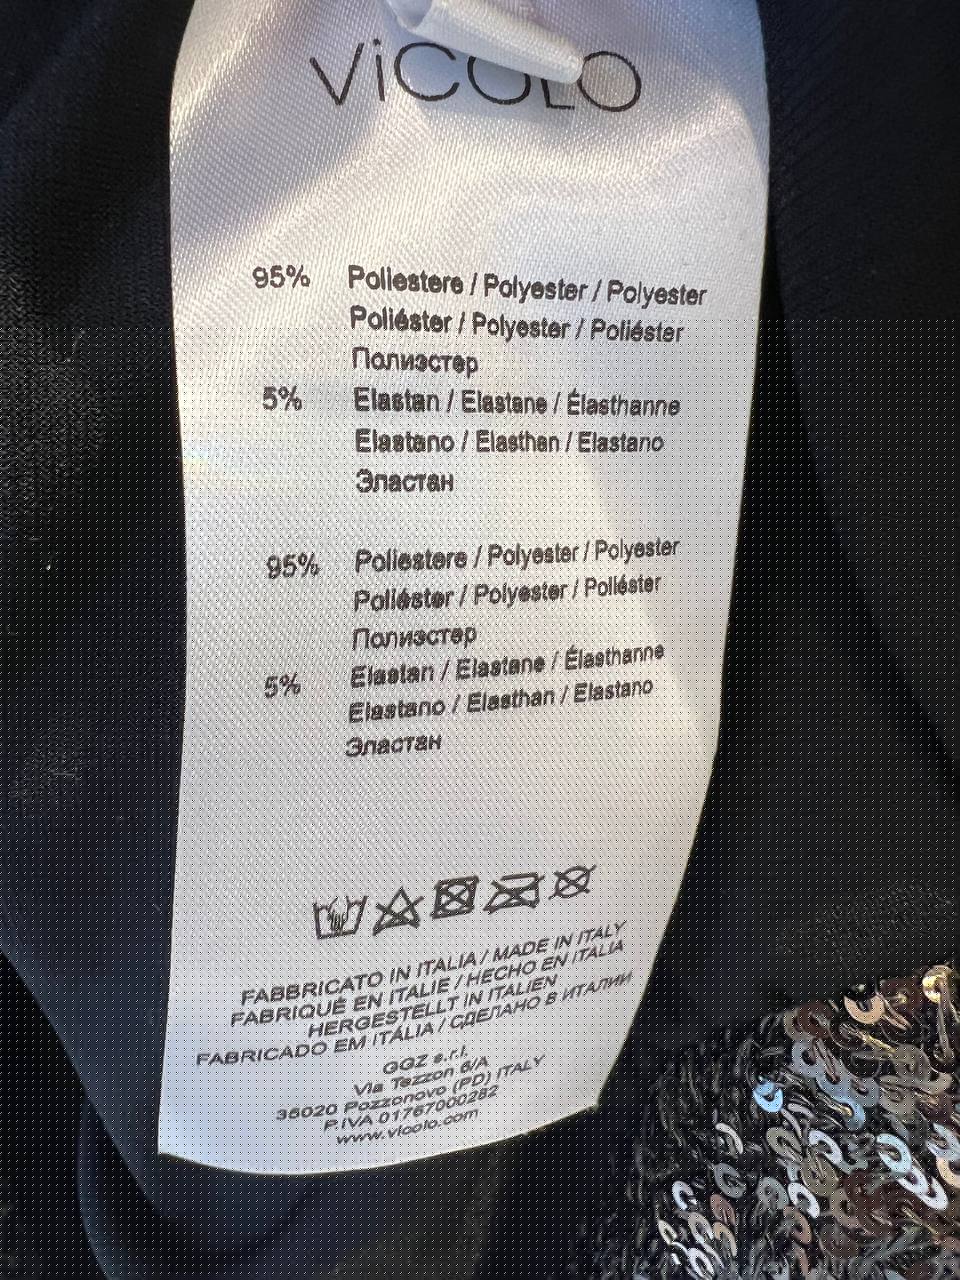 ViCOLO
95% Poliestere / Polyester / Polyester
Poliéster / Polyester / Poliéster
Полиэстер
5% Elastan / Elastane / Élasthanne
Elastano / Elasthan / Elastano
Эластан
95% Poliestere / Polyester / Polyester
Poliéster / Polyester / Poliéster
Полиэстер
5% Elastan / Elastane / Élasthanne
Elastano / Elasthan / Elastano
Эластан
FABBRICATO IN ITALIA / MADE IN ITALY
FABRIQUÉ EN ITALIE / HECHO EN ITALIA
HERGESTELLT IN ITALIEN
FABRICADO EM ITÁLIA / СДЕЛАНО В ИТАЛИИ
GGZ s.r.l.
Via Tezzon 6/A
35020 Pozzonovo (PD) ITALY
P.IVA 01767000282
www.vicolo.com